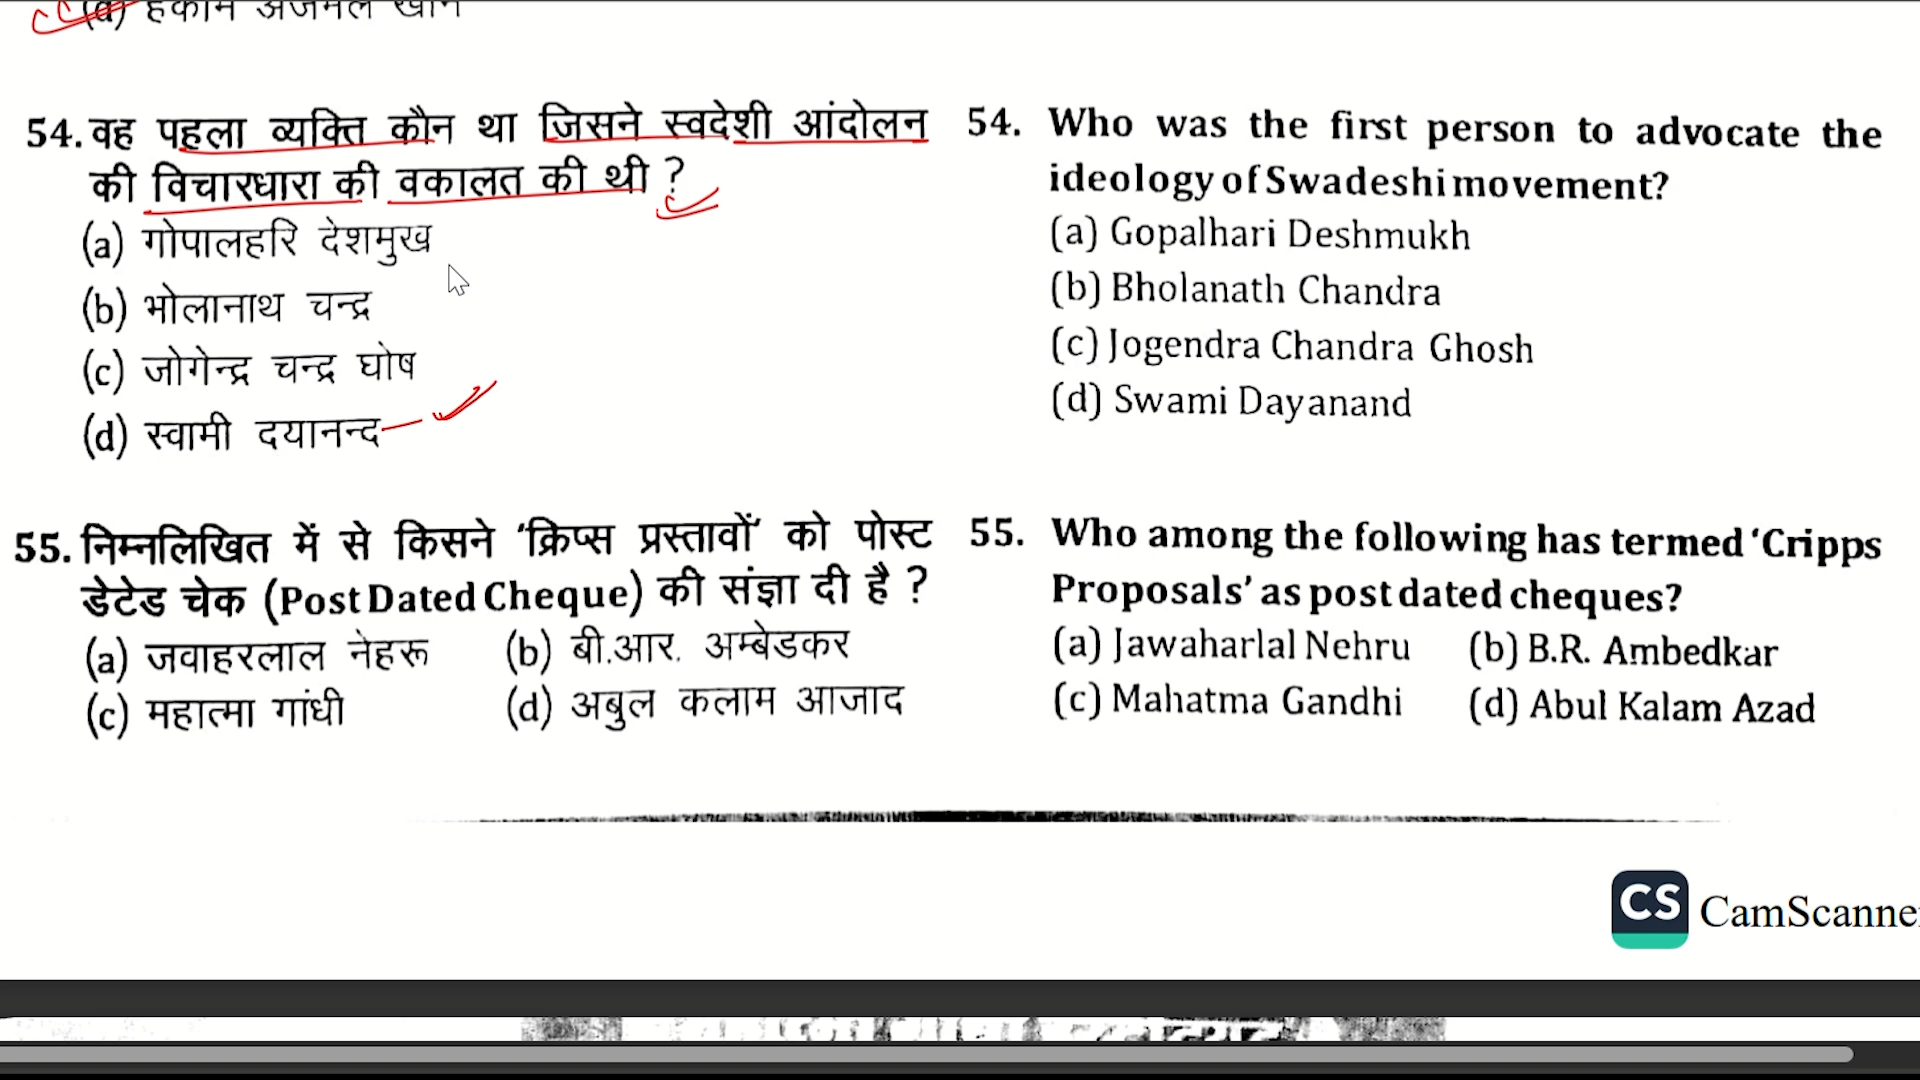 (d) हकीम अजमल खान
54. वह पहला व्यक्ति कौन था जिसने स्वदेशी आंदोलन
की विचारधारा की वकालत की थी ?
(a) गोपालहरि देशमुख
(b) भोलानाथ चन्द्र
(c) जोगेन्द्र चन्द्र घोष
(d) स्वामी दयानन्द
55. निम्नलिखित में से किसने ‘क्रिप्स प्रस्तावों’ को पोस्ट
डेटेड चेक (Post Dated Cheque) की संज्ञा दी है ?
(a) जवाहरलाल नेहरू (b) बी.आर. अम्बेडकर
(c) महात्मा गांधी (d) अबुल कलाम आजाद
54. Who was the first person to advocate the
ideology of Swadeshi movement?
(a) Gopalhari Deshmukh
(b) Bholanath Chandra
(c) Jogendra Chandra Ghosh
(d) Swami Dayanand
55. Who among the following has termed ‘Cripps
Proposals’ as post dated cheques?
(a) Jawaharlal Nehru (b) B.R. Ambedkar
(c) Mahatma Gandhi (d) Abul Kalam Azad
CS CamScanne